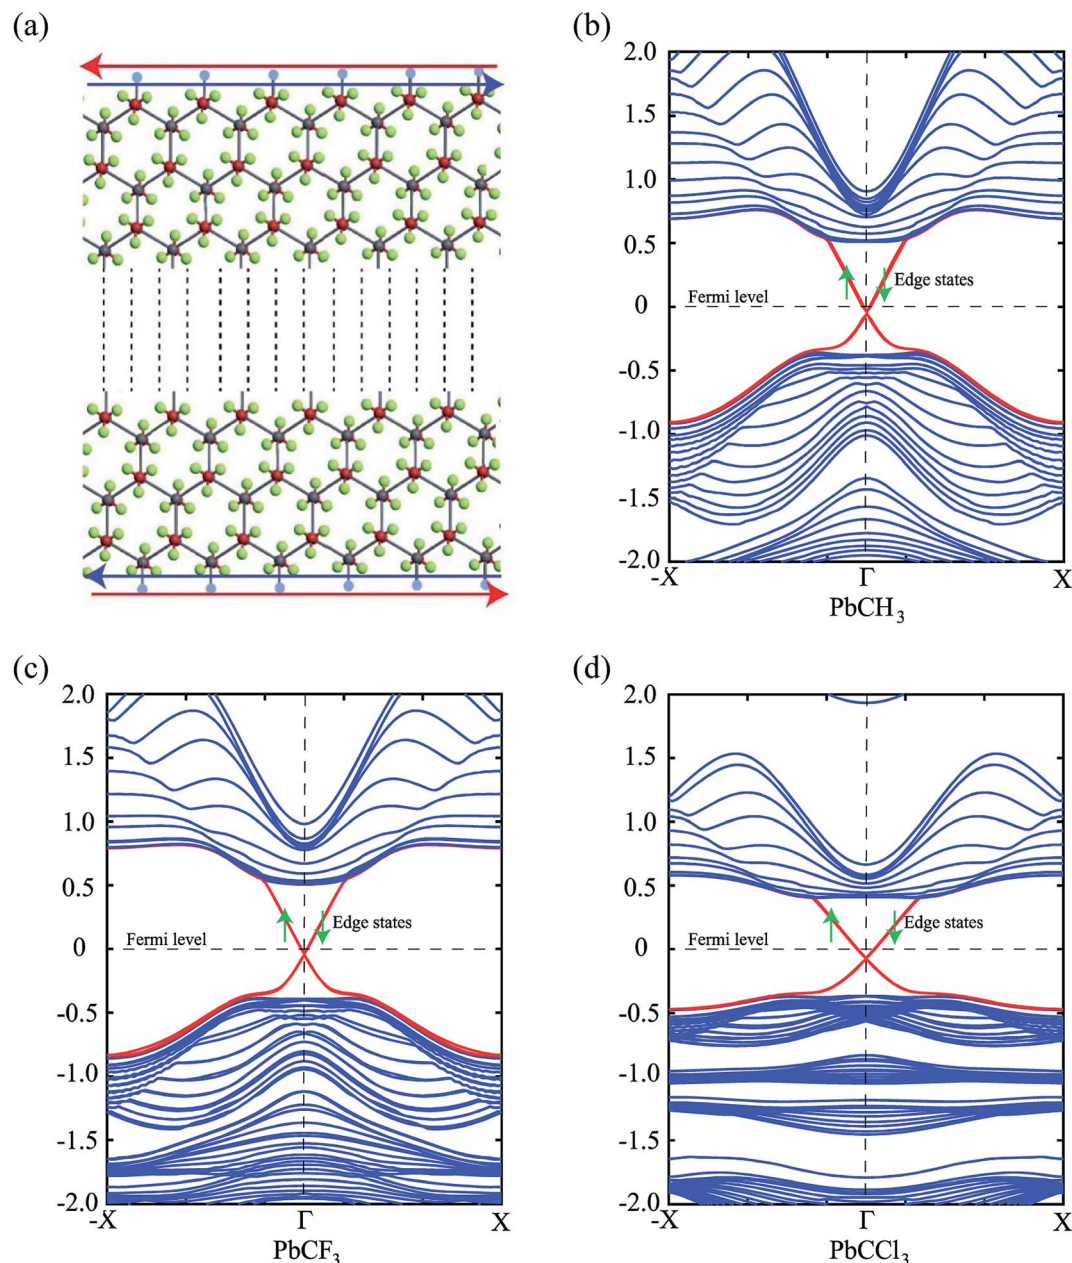 (a)
(b)
2.0
1.5
1.0
0.5
0
-0.5
-1.0
-1.5
-2.0
Fermi level
Edge states
-X Γ X
PbCH₃
(c)
2.0
1.5
1.0
0.5
0
-0.5
-1.0
-1.5
-2.0
Fermi level
Edge states
-X Γ X
PbCF₃
(d)
2.0
1.5
1.0
0.5
0
-0.5
-1.0
-1.5
-2.0
Fermi level
Edge states
-X Γ X
PbCCl₃